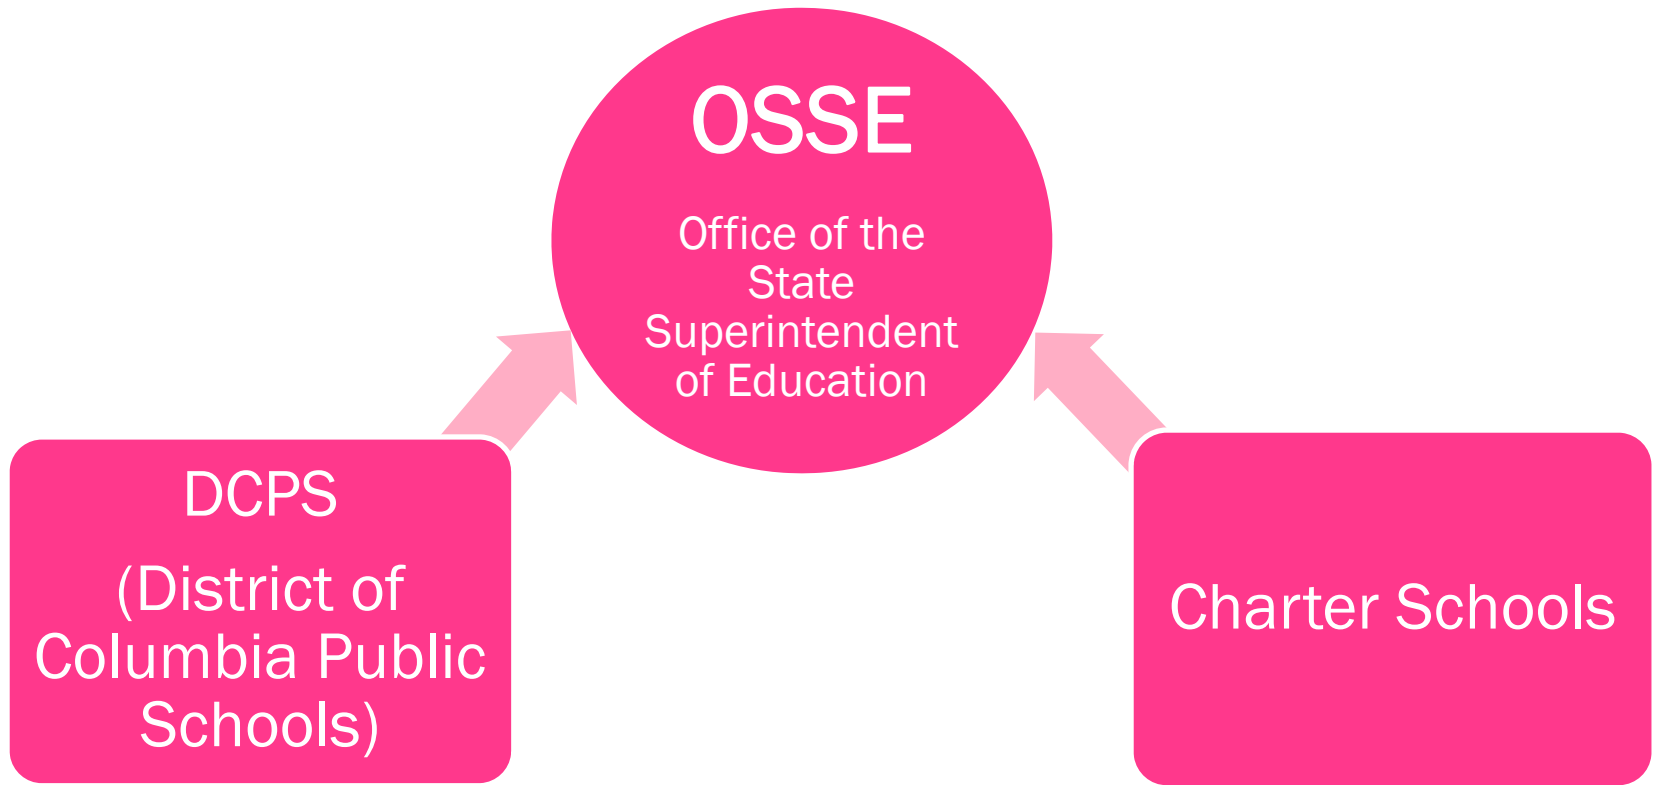 OSSE
Office of the
State
Superintendent
of Education
DCPS
(District of
Columbia Public
Schools)
Charter Schools